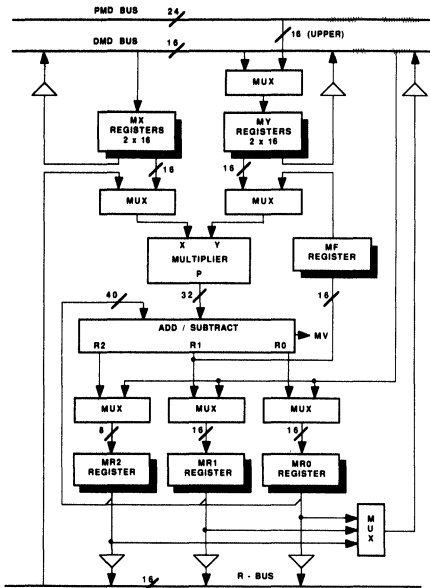 PMD BUS 24
DMD BUS 16
16 (UPPER)
MUX
MX REGISTERS 2 x 16
MY REGISTERS 2 x 16
16
16
MUX
MUX
X Y
MULTIPLIER
P
MF REGISTER
40
32
16
ADD / SUBTRACT
MV
R2 R1 R0
MUX
MUX
MUX
8
16
16
MR2 REGISTER
MR1 REGISTER
MR0 REGISTER
MUX
16
R - BUS